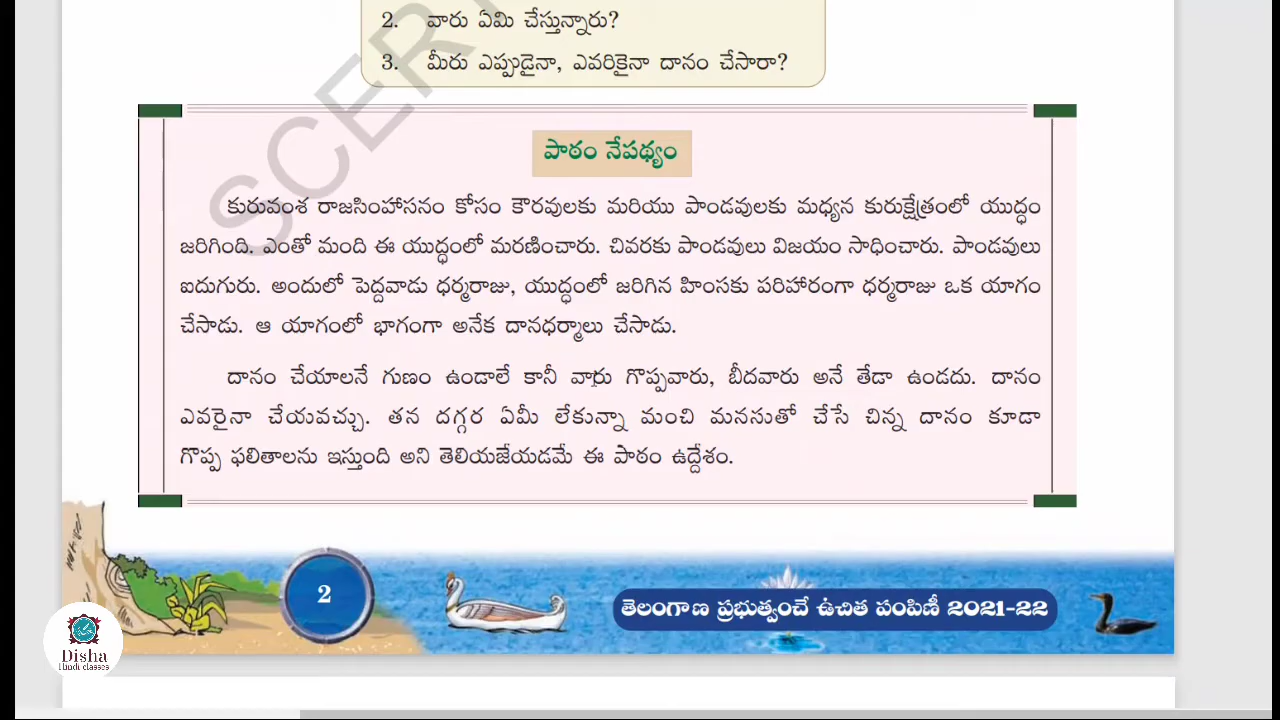 2. వారు ఏమి చేస్తున్నారు?
3. మీరు ఎప్పుడైనా, ఎవరికైనా దానం చేసారా?
SCERT
పాఠం నేపథ్యం
కురువంశ రాజసింహాసనం కోసం కౌరవులకు మరియు పాండవులకు మధ్యన కురుక్షేత్రంలో యుద్ధం
జరిగింది. ఎంతో మంది ఈ యుద్ధంలో మరణించారు. చివరకు పాండవులు విజయం సాధించారు. పాండవులు
ఐదుగురు. అందులో పెద్దవాడు ధర్మరాజు, యుద్ధంలో జరిగిన హింసకు పరిహారంగా ధర్మరాజు ఒక యాగం
చేసాడు. ఆ యాగంలో భాగంగా అనేక దానధర్మాలు చేసాడు.
దానం చేయాలనే గుణం ఉండాలే కానీ వారు గొప్పవారు, బీదవారు అనే తేడా ఉండదు. దానం
ఎవరైనా చేయవచ్చు. తన దగ్గర ఏమీ లేకున్నా మంచి మనసుతో చేసే చిన్న దానం కూడా
గొప్ప ఫలితాలను ఇస్తుంది అని తెలియజేయడమే ఈ పాఠం ఉద్దేశం.
2
తెలంగాణ ప్రభుత్వంచే ఉచిత పంపిణీ 2021-22
Disha
Hindi classes